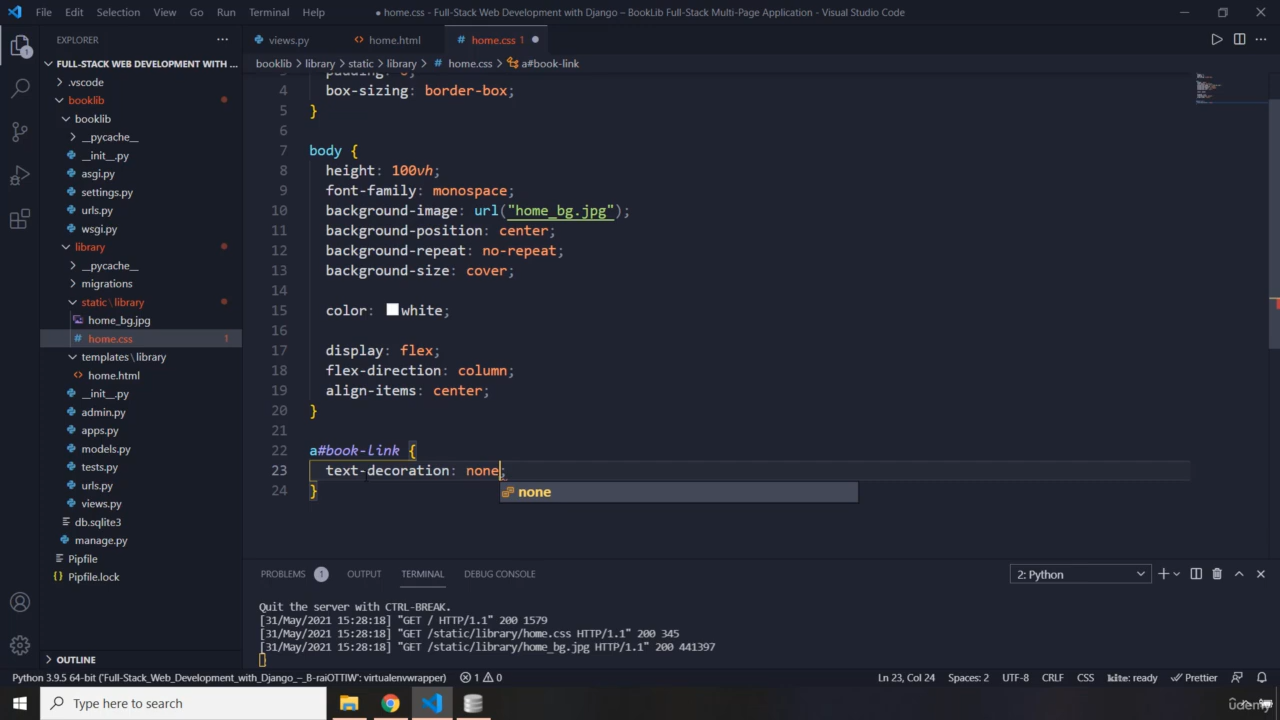 File Edit Selection View Go Run Terminal Help
● home.css - Full-Stack Web Development with Django – BookLib Full-Stack Multi-Page Application - Visual Studio Code
EXPLORER
views.py
home.html
home.css 1
FULL-STACK WEB DEVELOPMENT WITH ...
booklib > library > static > library > # home.css > a#book-link
.vscode
booklib
booklib
__pycache__
__init__.py
asgi.py
settings.py
urls.py
wsgi.py
library
__pycache__
migrations
static \ library
home_bg.jpg
home.css 1
templates \ library
home.html
__init__.py
admin.py
apps.py
models.py
tests.py
urls.py
views.py
db.sqlite3
manage.py
Pipfile
Pipfile.lock
OUTLINE
3 padding: 0;
4 box-sizing: border-box;
5 }
6
7 body {
8 height: 100vh;
9 font-family: monospace;
10 background-image: url("home_bg.jpg");
11 background-position: center;
12 background-repeat: no-repeat;
13 background-size: cover;
14
15 color: white;
16
17 display: flex;
18 flex-direction: column;
19 align-items: center;
20 }
21
22 a#book-link {
23 text-decoration: none;
24 }
none
PROBLEMS 1 OUTPUT TERMINAL DEBUG CONSOLE
2: Python
Quit the server with CTRL-BREAK.
[31/May/2021 15:28:18] "GET / HTTP/1.1" 200 1579
[31/May/2021 15:28:18] "GET /static/library/home.css HTTP/1.1" 200 345
[31/May/2021 15:28:18] "GET /static/library/home_bg.jpg HTTP/1.1" 200 441397
Python 3.9.5 64-bit ('Full-Stack_Web_Development_with_Django_–_B-raiOTTIW': virtualenvwrapper) 1 0
Ln 23, Col 24 Spaces: 2 UTF-8 CRLF CSS kite: ready Prettier
Type here to search
Udemy